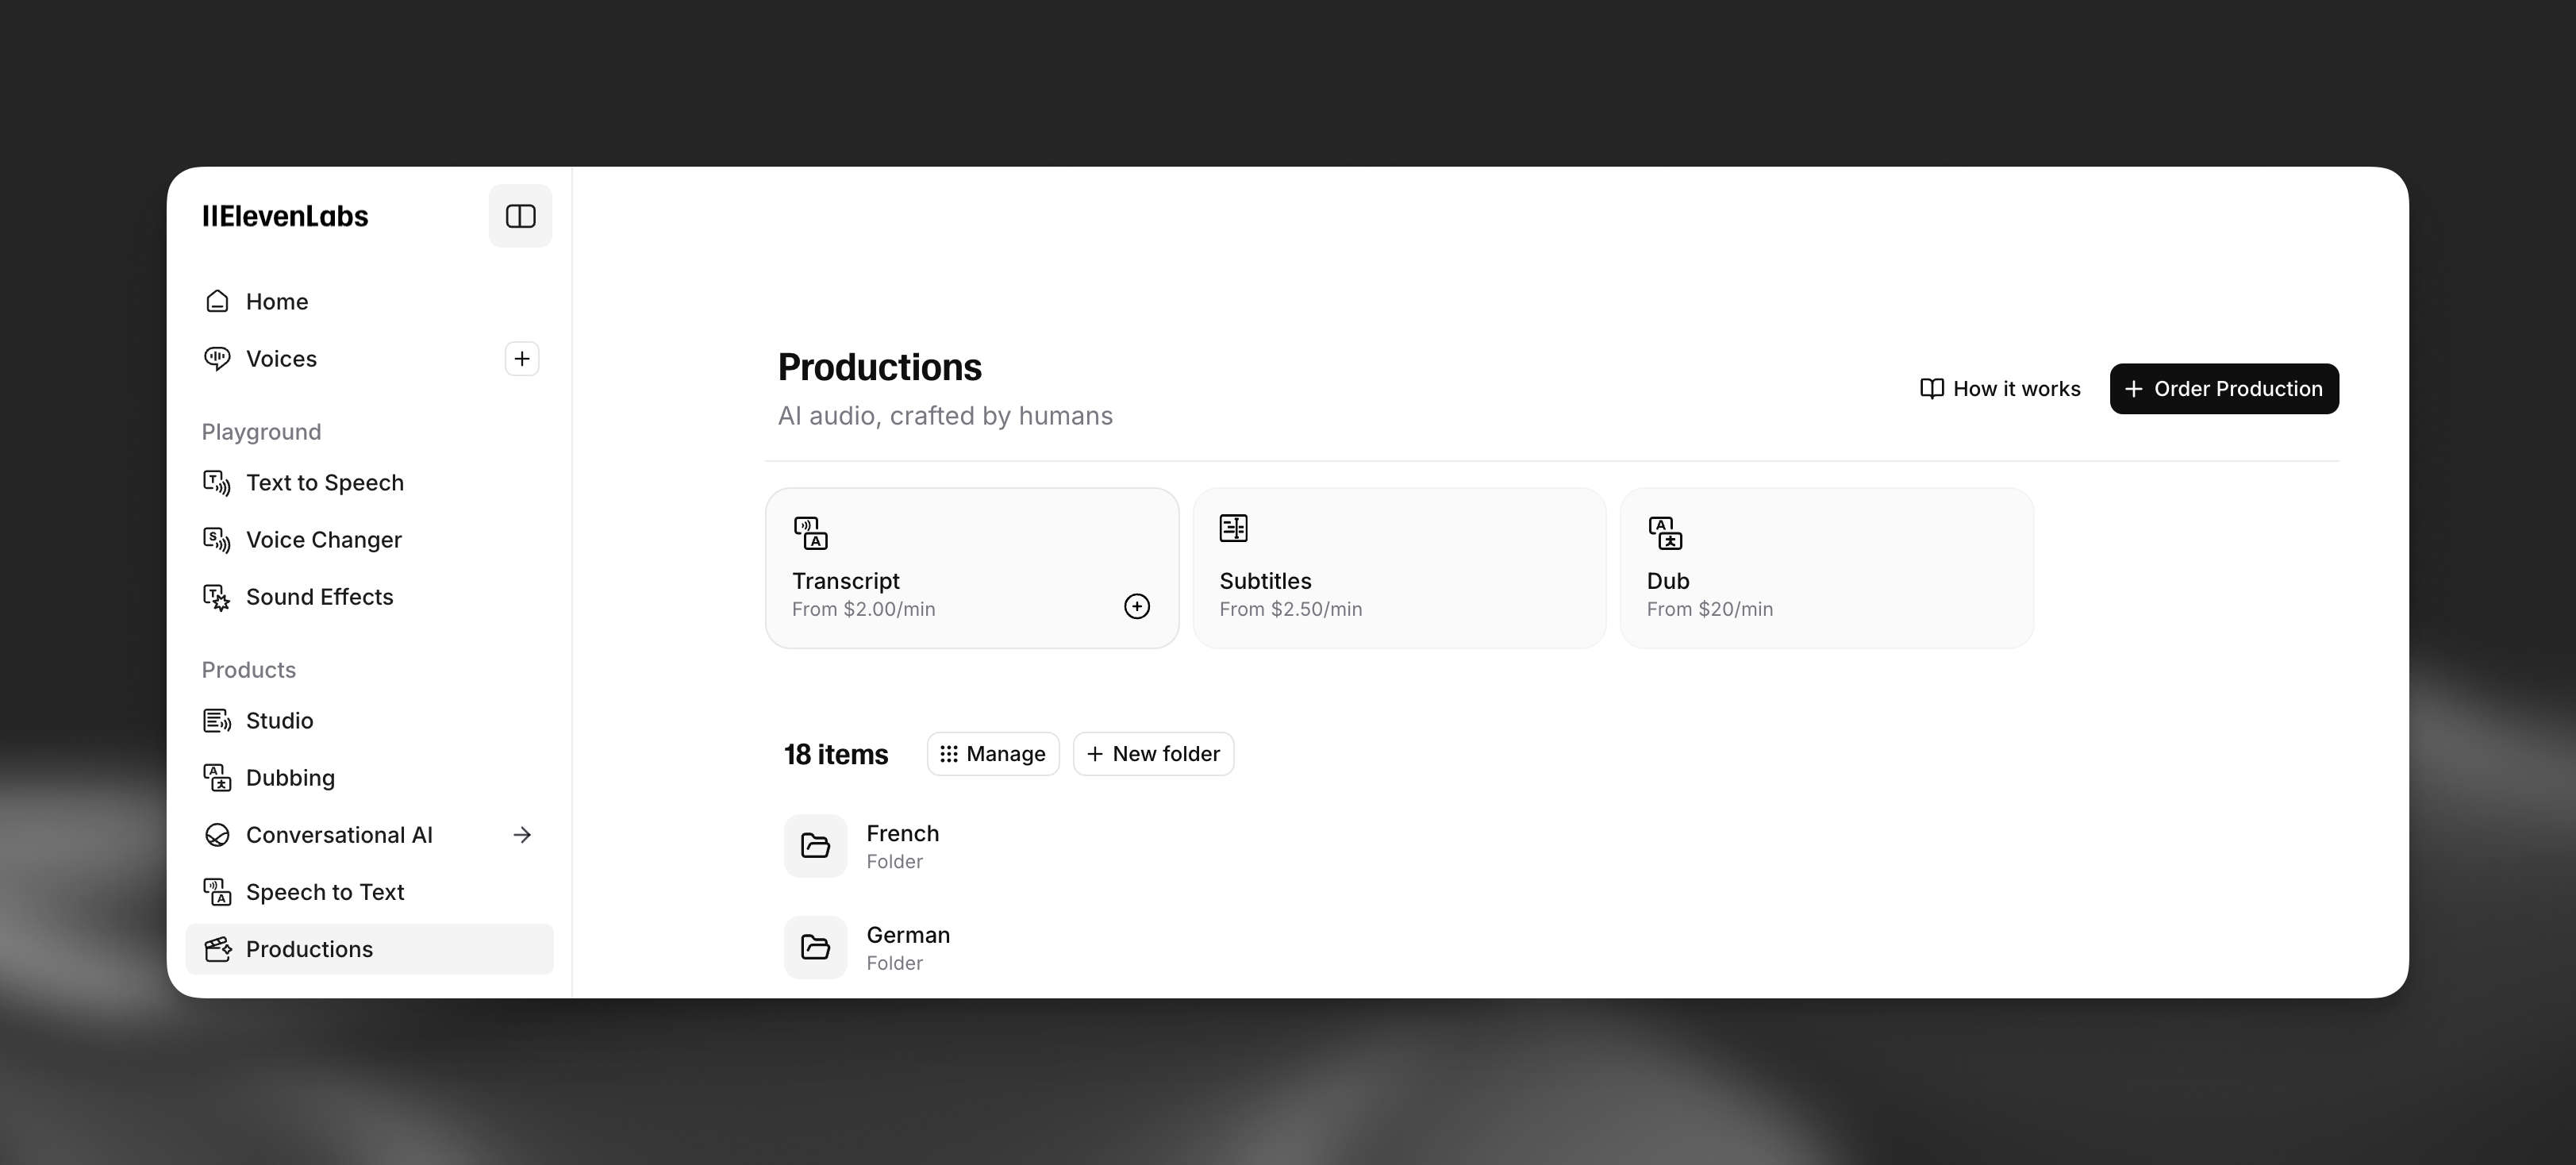 IIElevenLabs
Home
Voices
Playground
Text to Speech
Voice Changer
Sound Effects
Products
Studio
Dubbing
Conversational AI
Speech to Text
Productions
Productions
AI audio, crafted by humans
How it works
Order Production
Transcript
From $2.00/min
Subtitles
From $2.50/min
Dub
From $20/min
18 items
Manage
New folder
French
Folder
German
Folder